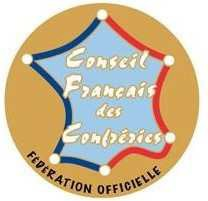 Conseil
Français
des
Confréries
FÉDÉRATION OFFICIELLE